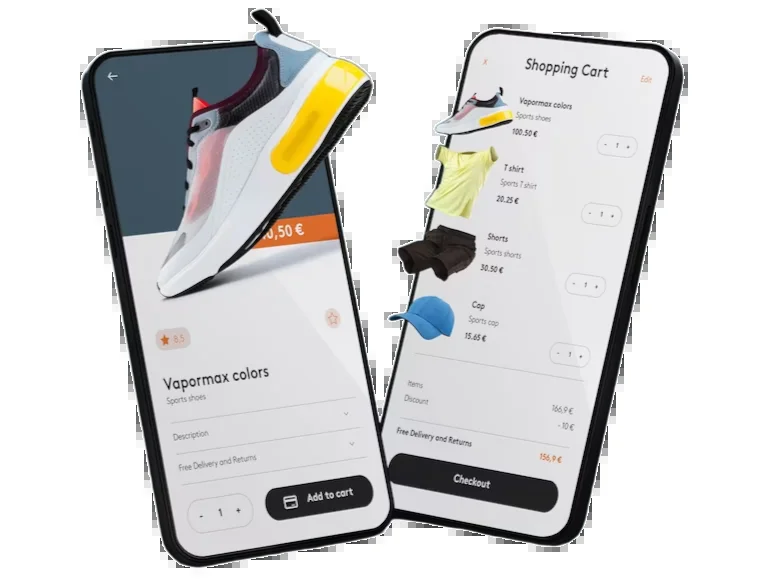 0,50 €
8,5
Vapormax colors
Sports shoes
Description
Free Delivery and Returns
- 1 +
Add to cart
x
Shopping Cart
Edit
Vapormax colors
Sports shoes
100.50 €
- 1 +
T shirt
Sports T shirt
20.25 €
- 1 +
Shorts
Sports shorts
30.50 €
- 1 +
Cap
Sports cap
15.65 €
- 1 +
Items
166,9 €
Discount
- 10 €
Free Delivery and Returns
156,9 €
Checkout